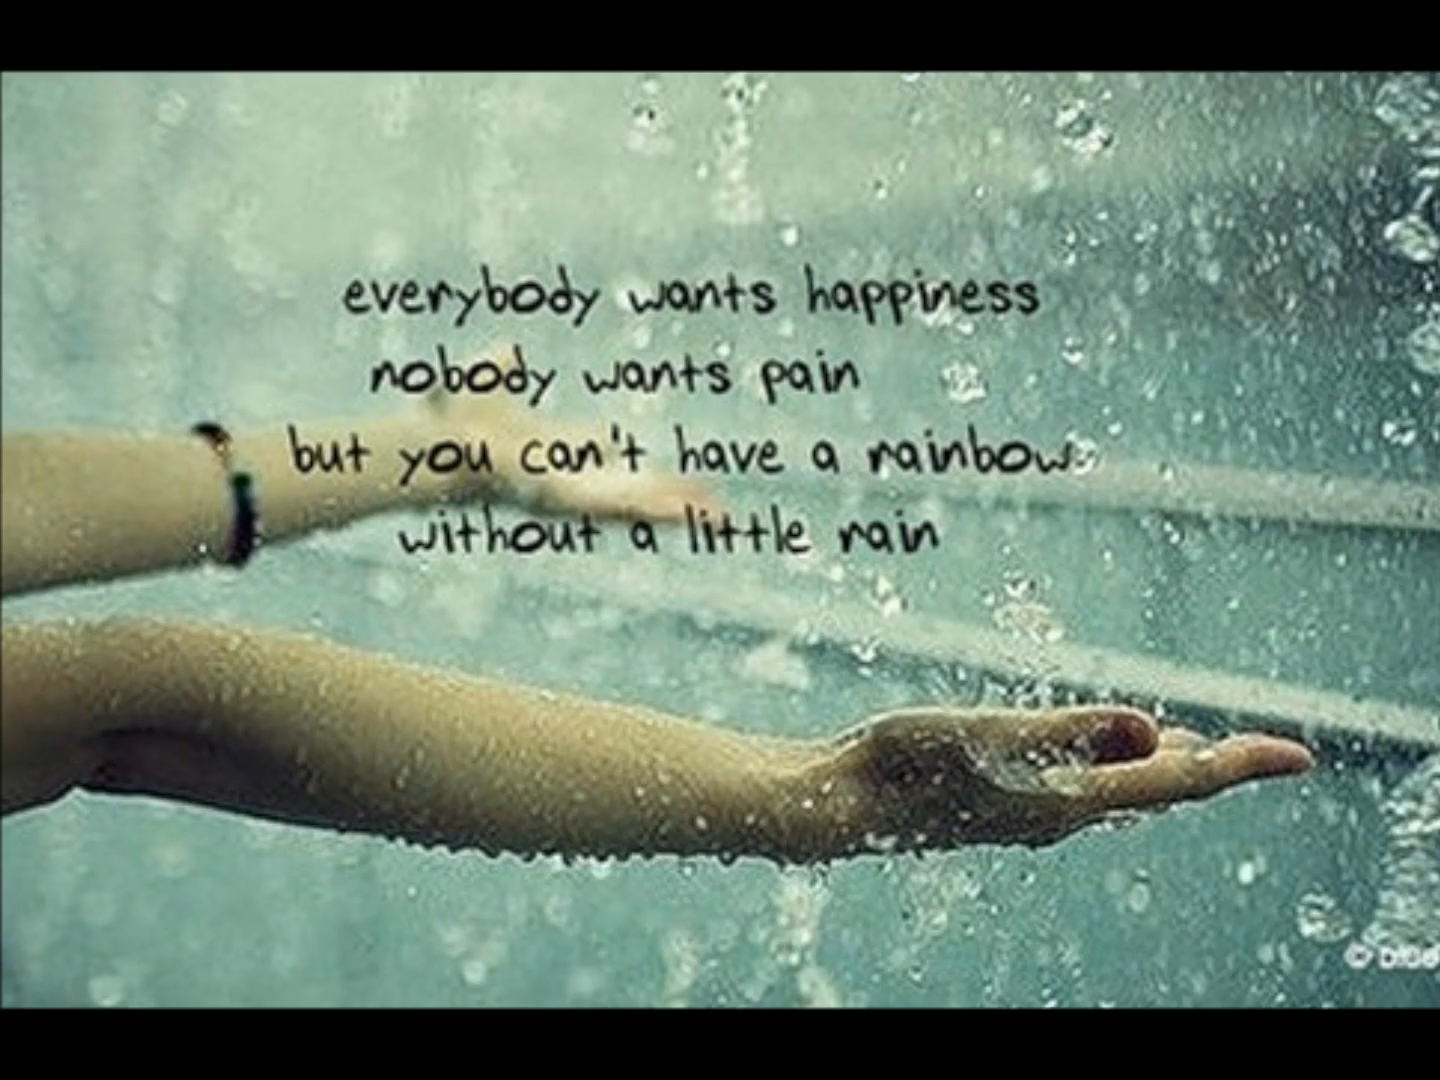 everybody wants happiness
nobody wants pain
but you can't have a rainbow
without a little rain